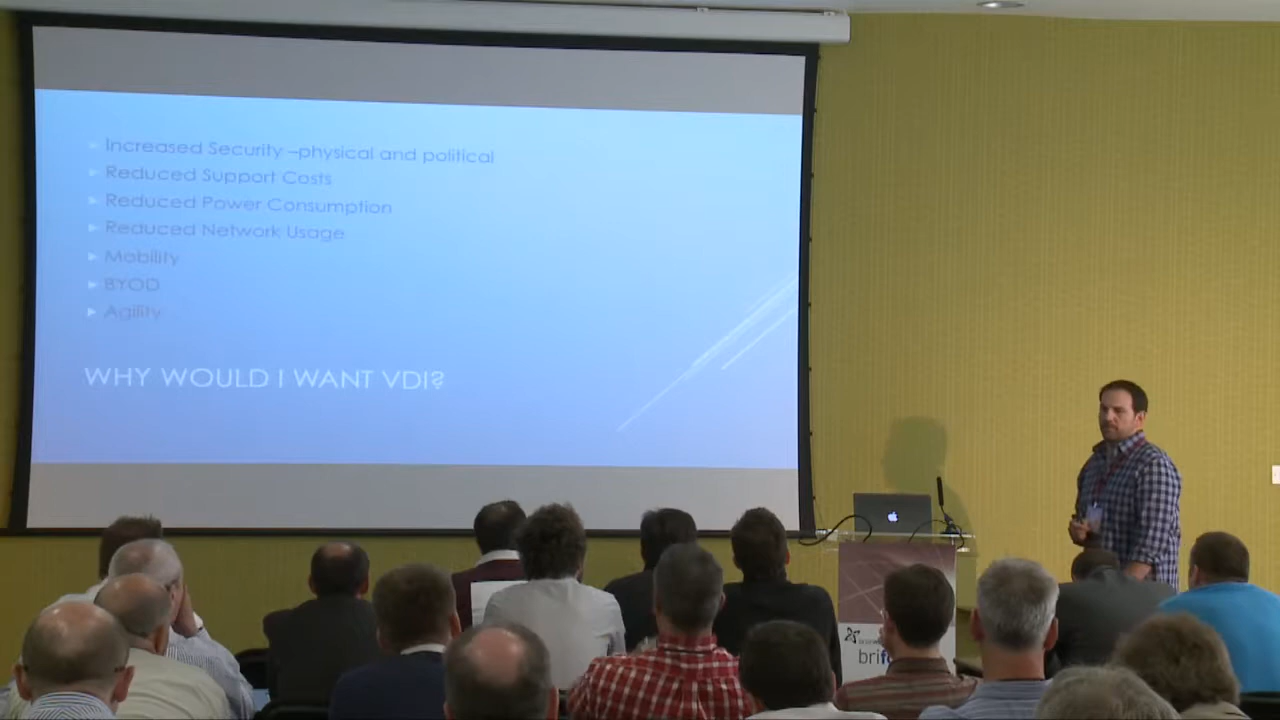 Increased Security –physical and political
Reduced Support Costs
Reduced Power Consumption
Reduced Network Usage
Mobility
BYOD
Agility
WHY WOULD I WANT VDI?